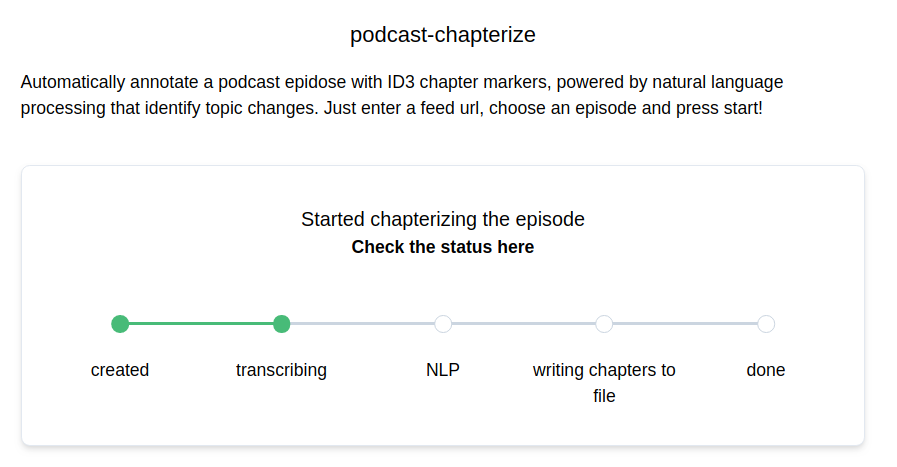 podcast-chapterize
Automatically annotate a podcast epidose with ID3 chapter markers, powered by natural language
processing that identify topic changes. Just enter a feed url, choose an episode and press start!
Started chapterizing the episode
Check the status here
created
transcribing
NLP
writing chapters to
file
done